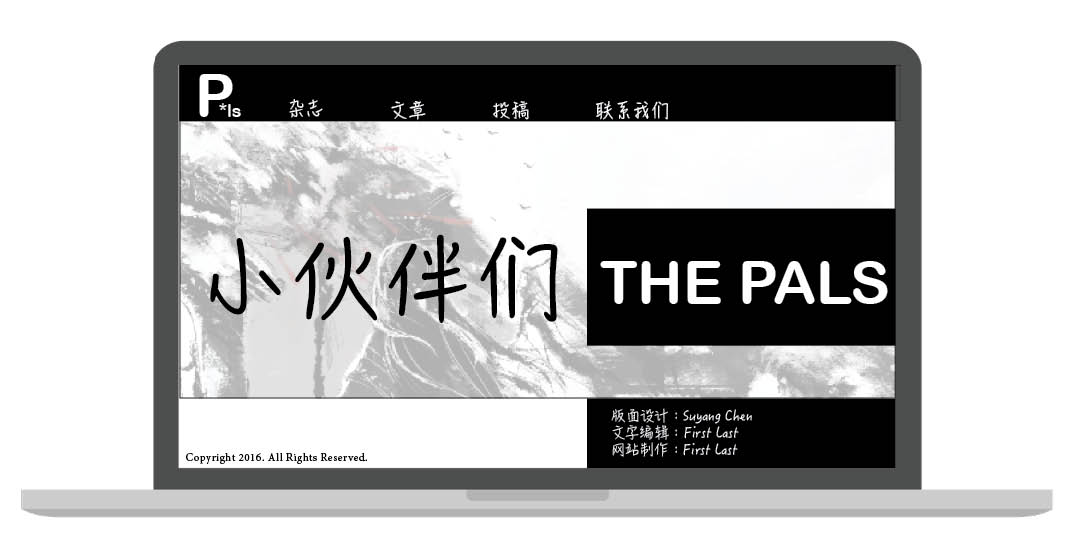 P*ls
杂志 文章 投稿 联系我们
小伙伴们
THE PALS
版面设计：Suyang Chen
文字编辑：First Last
网站制作：First Last
Copyright 2016. All Rights Reserved.